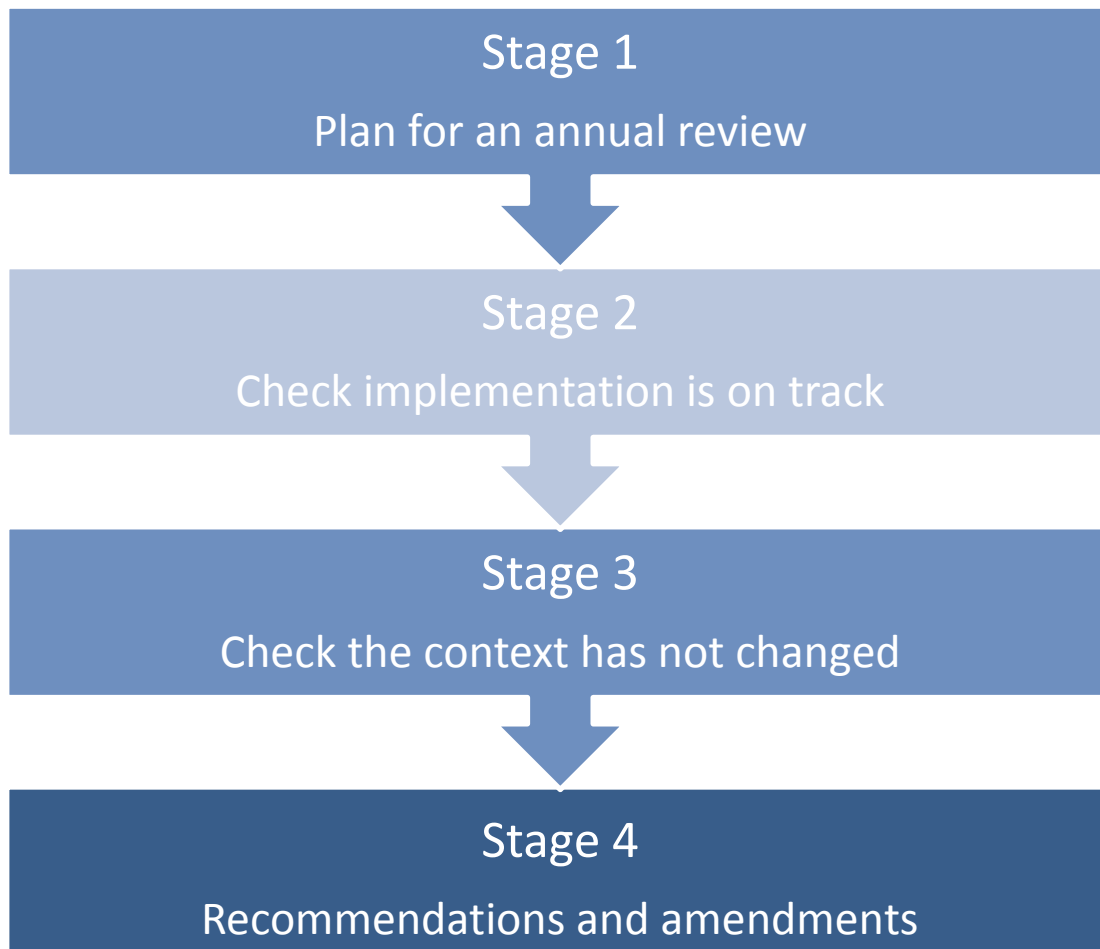 Stage 1
Plan for an annual review
Stage 2
Check implementation is on track
Stage 3
Check the context has not changed
Stage 4
Recommendations and amendments